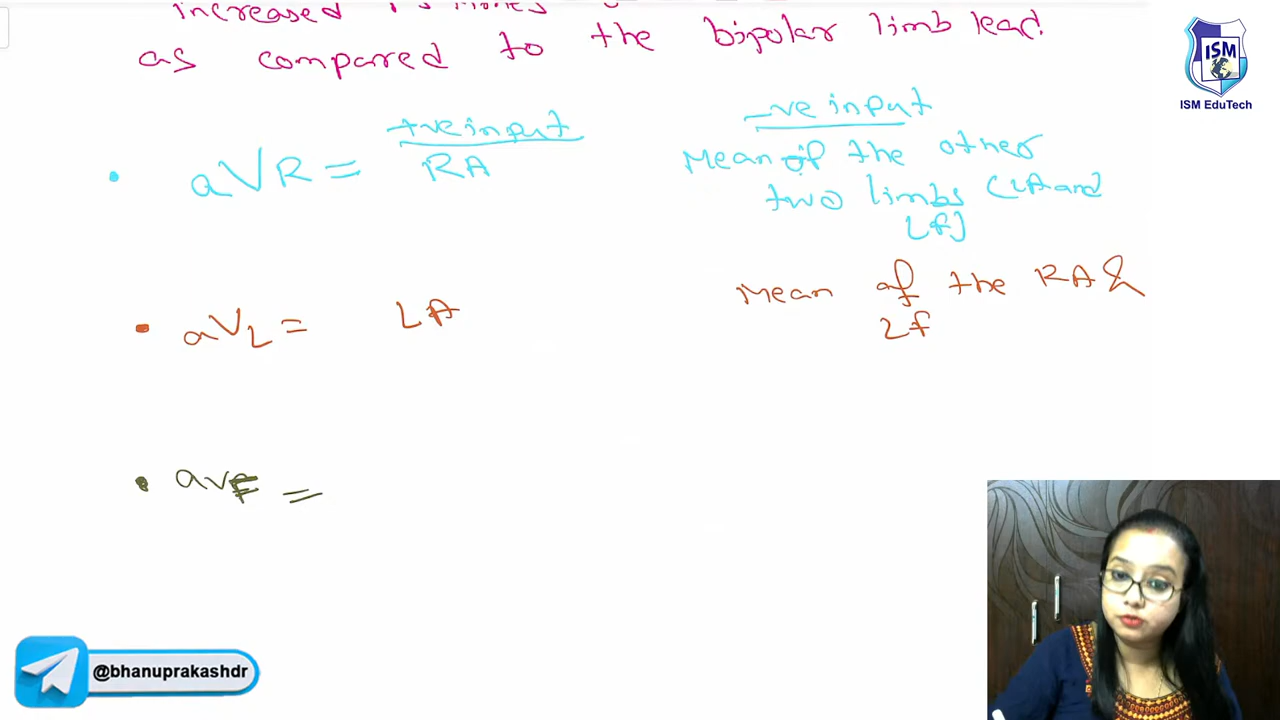 increased
as compared to the bipolar limb lead.
ISM
ISM EduTech
+ve input
-ve input
• aVR = RA
Mean of the other
two limbs (LA and
Lf)
• aVL = LA
Mean of the RA &
Lf
• avF =
@bhanuprakashdr